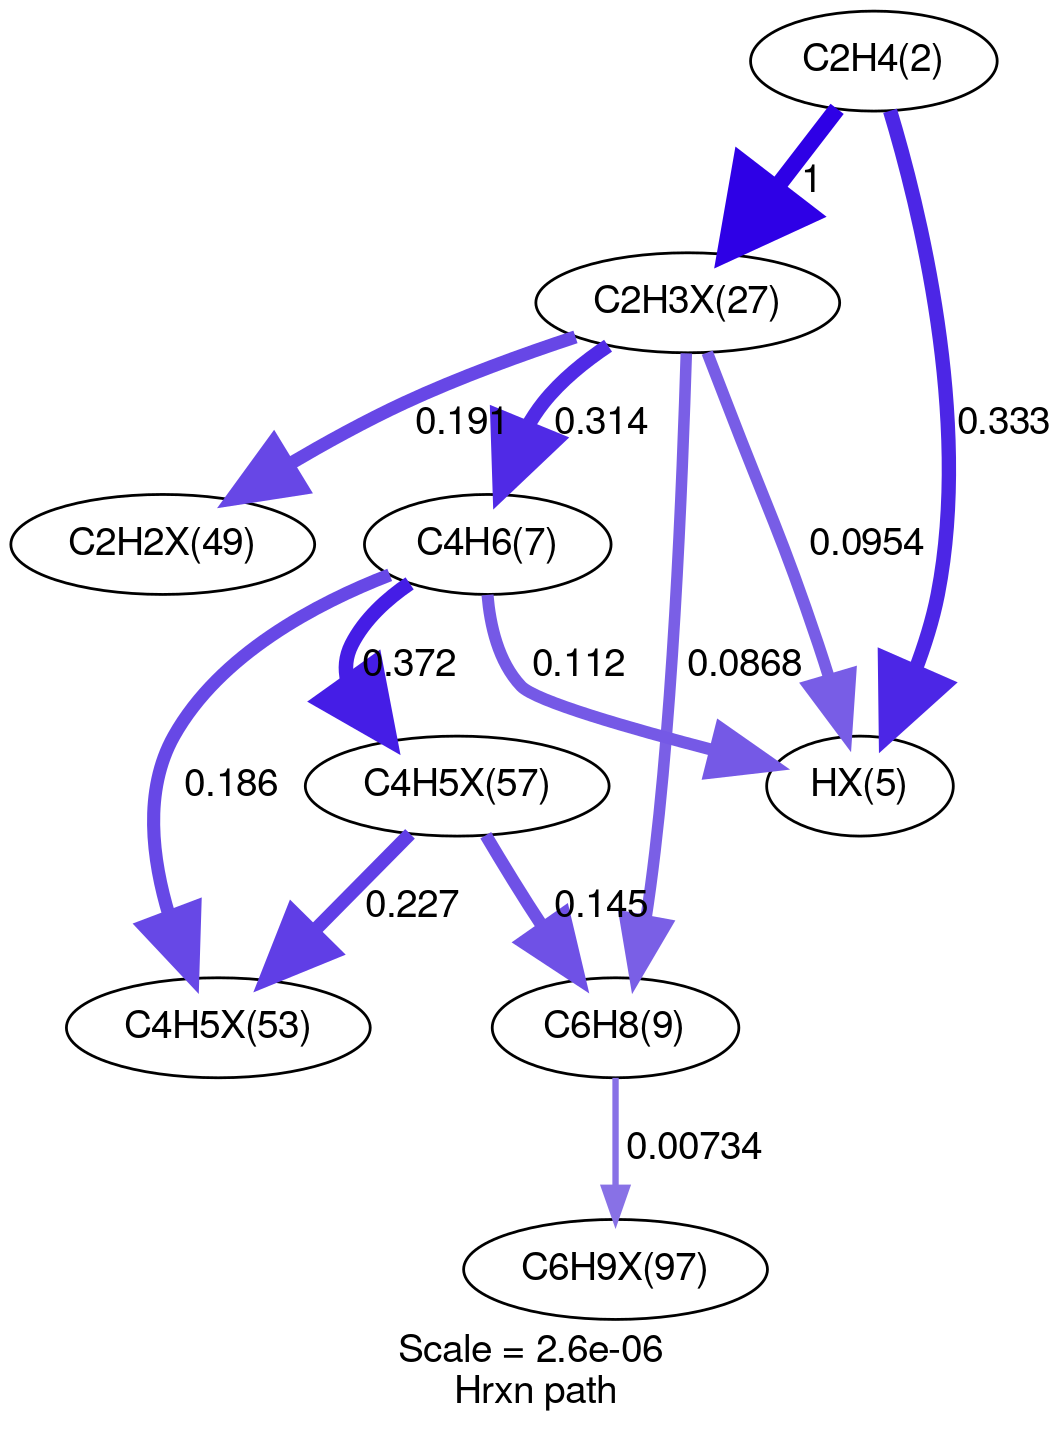 C2H4(2)
1
C2H3X(27)
0.191
0.314
0.333
C2H2X(49)
C4H6(7)
0.0954
0.372
0.112
0.0868
0.186
C4H5X(57)
HX(5)
0.227
0.145
C4H5X(53)
C6H8(9)
0.00734
C6H9X(97)
Scale = 2.6e-06
Hrxn path